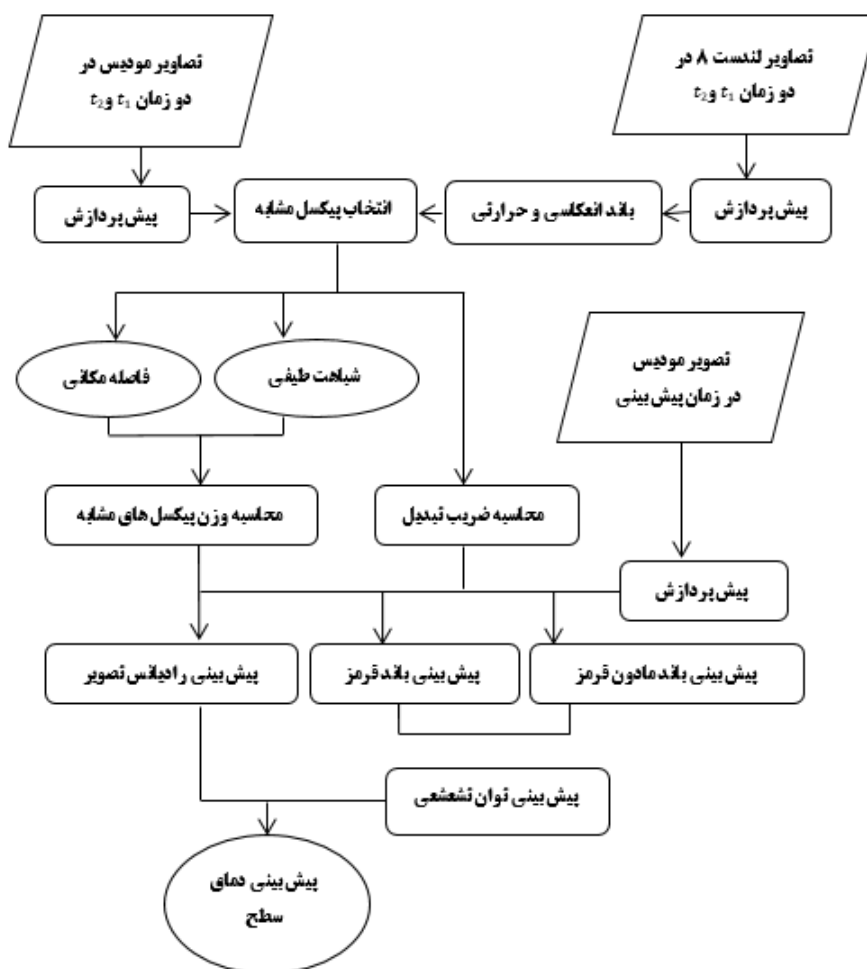 تصاویر لندست ۸ در
دو زمان t₁ و t₂
تصاویر مودیس در
دو زمان t₁ و t₂
پیش پردازش
باند انعکاسی و حرارتی
انتخاب پیکسل مشابه
پیش پردازش
شباهت طیفی
فاصله مکانی
تصویر مودیس
در زمان پیش بینی
محاسبه ضریب تبدیل
محاسبه وزن پیکسل های مشابه
پیش پردازش
پیش بینی باند مادون قرمز
پیش بینی باند قرمز
پیش بینی رادیانس تصویر
پیش بینی توان تشعشعی
پیش بینی دمای
سطح